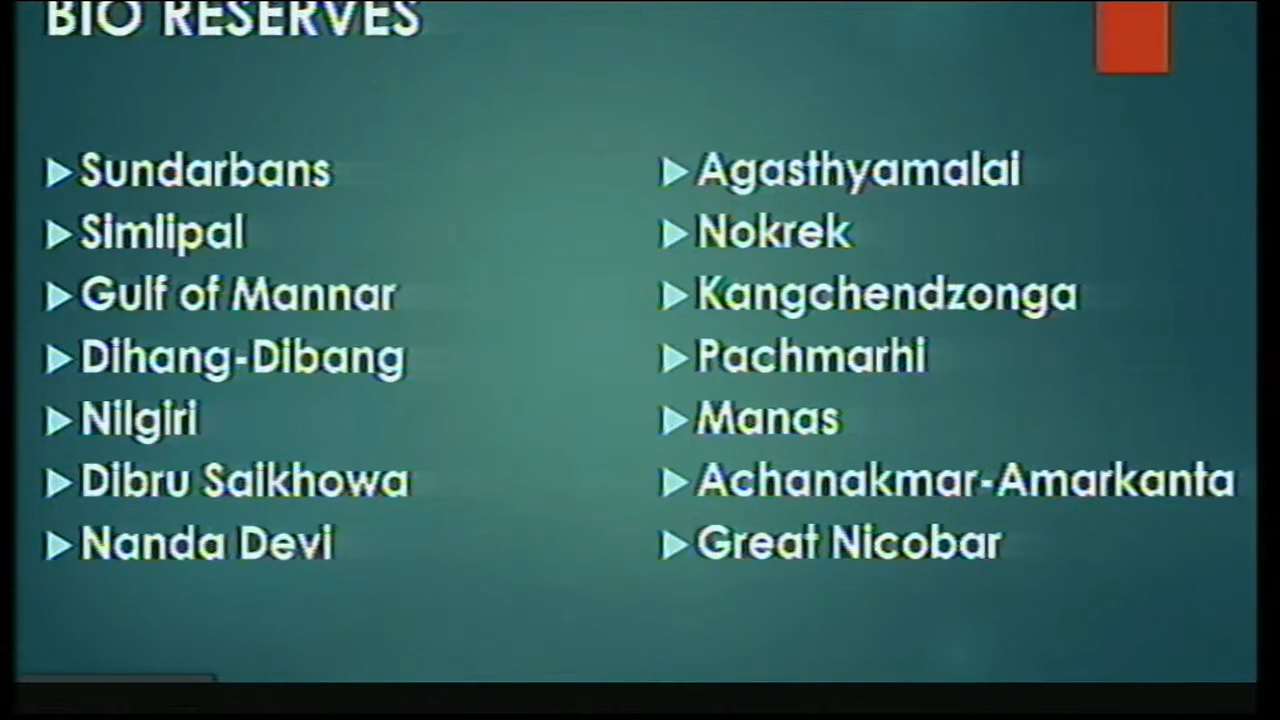 BIO RESERVES
Sundarbans
Simlipal
Gulf of Mannar
Dihang-Dibang
Nilgiri
Dibru Saikhowa
Nanda Devi
Agasthyamalai
Nokrek
Kangchendzonga
Pachmarhi
Manas
Achanakmar-Amarkanta
Great Nicobar